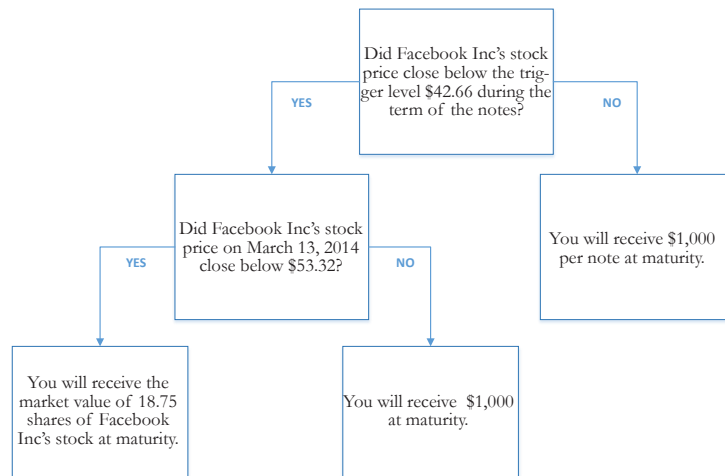 Did Facebook Inc's stock
price close below the trig-
ger level $42.66 during the
term of the notes?
YES
NO
Did Facebook Inc's stock
price on March 13, 2014
close below $53.32?
You will receive $1,000
per note at maturity.
YES
NO
You will receive the
market value of 18.75
shares of Facebook
Inc's stock at maturity.
You will receive $1,000
at maturity.